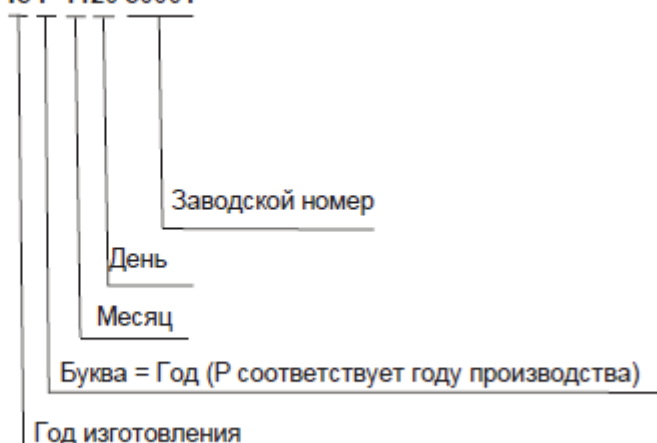 Заводской номер
День
Месяц
Буква = Год (Р соответствует году производства)
Год изготовления